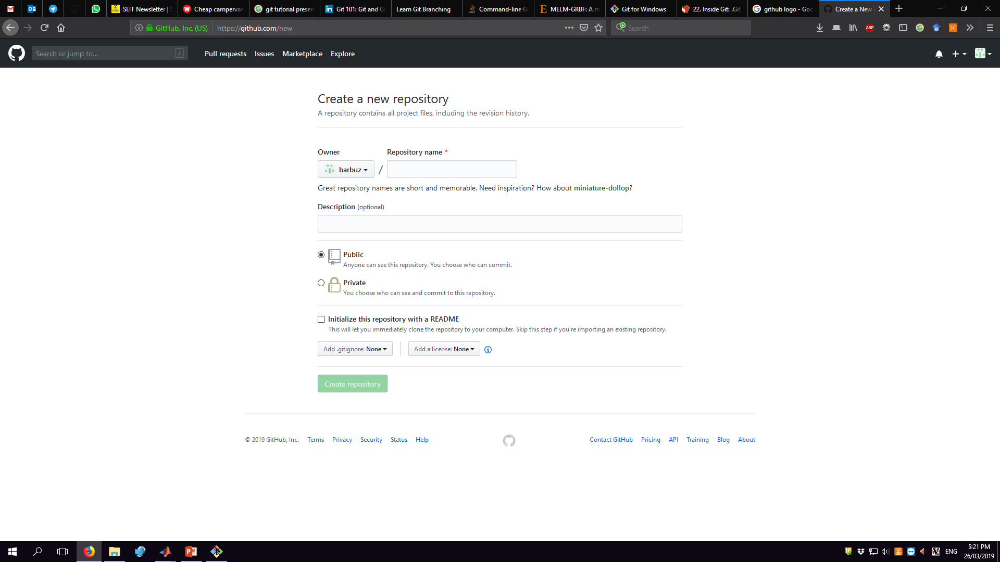 SEIT Newsletter | S
Cheap campervan
git tutorial presen
Git 101: Git and Gi
Learn Git Branching
Command-line Gi
MELM-GRBF: A m
Git for Windows
22. Inside Git: .Git
github logo - Goo
Create a New
GitHub, Inc. (US)
https://github.com/new
Search
ABP
SC
Search or jump to...
/
Pull requests
Issues
Marketplace
Explore
Create a new repository
A repository contains all project files, including the revision history.
Owner
Repository name *
barbuz
/
Great repository names are short and memorable. Need inspiration? How about miniature-dollop?
Description (optional)
Public
Anyone can see this repository. You choose who can commit.
Private
You choose who can see and commit to this repository.
Initialize this repository with a README
This will let you immediately clone the repository to your computer. Skip this step if you’re importing an existing repository.
Add .gitignore: None
Add a license: None
Create repository
© 2019 GitHub, Inc.
Terms
Privacy
Security
Status
Help
Contact GitHub
Pricing
API
Training
Blog
About
ENG
5:21 PM
26/03/2019